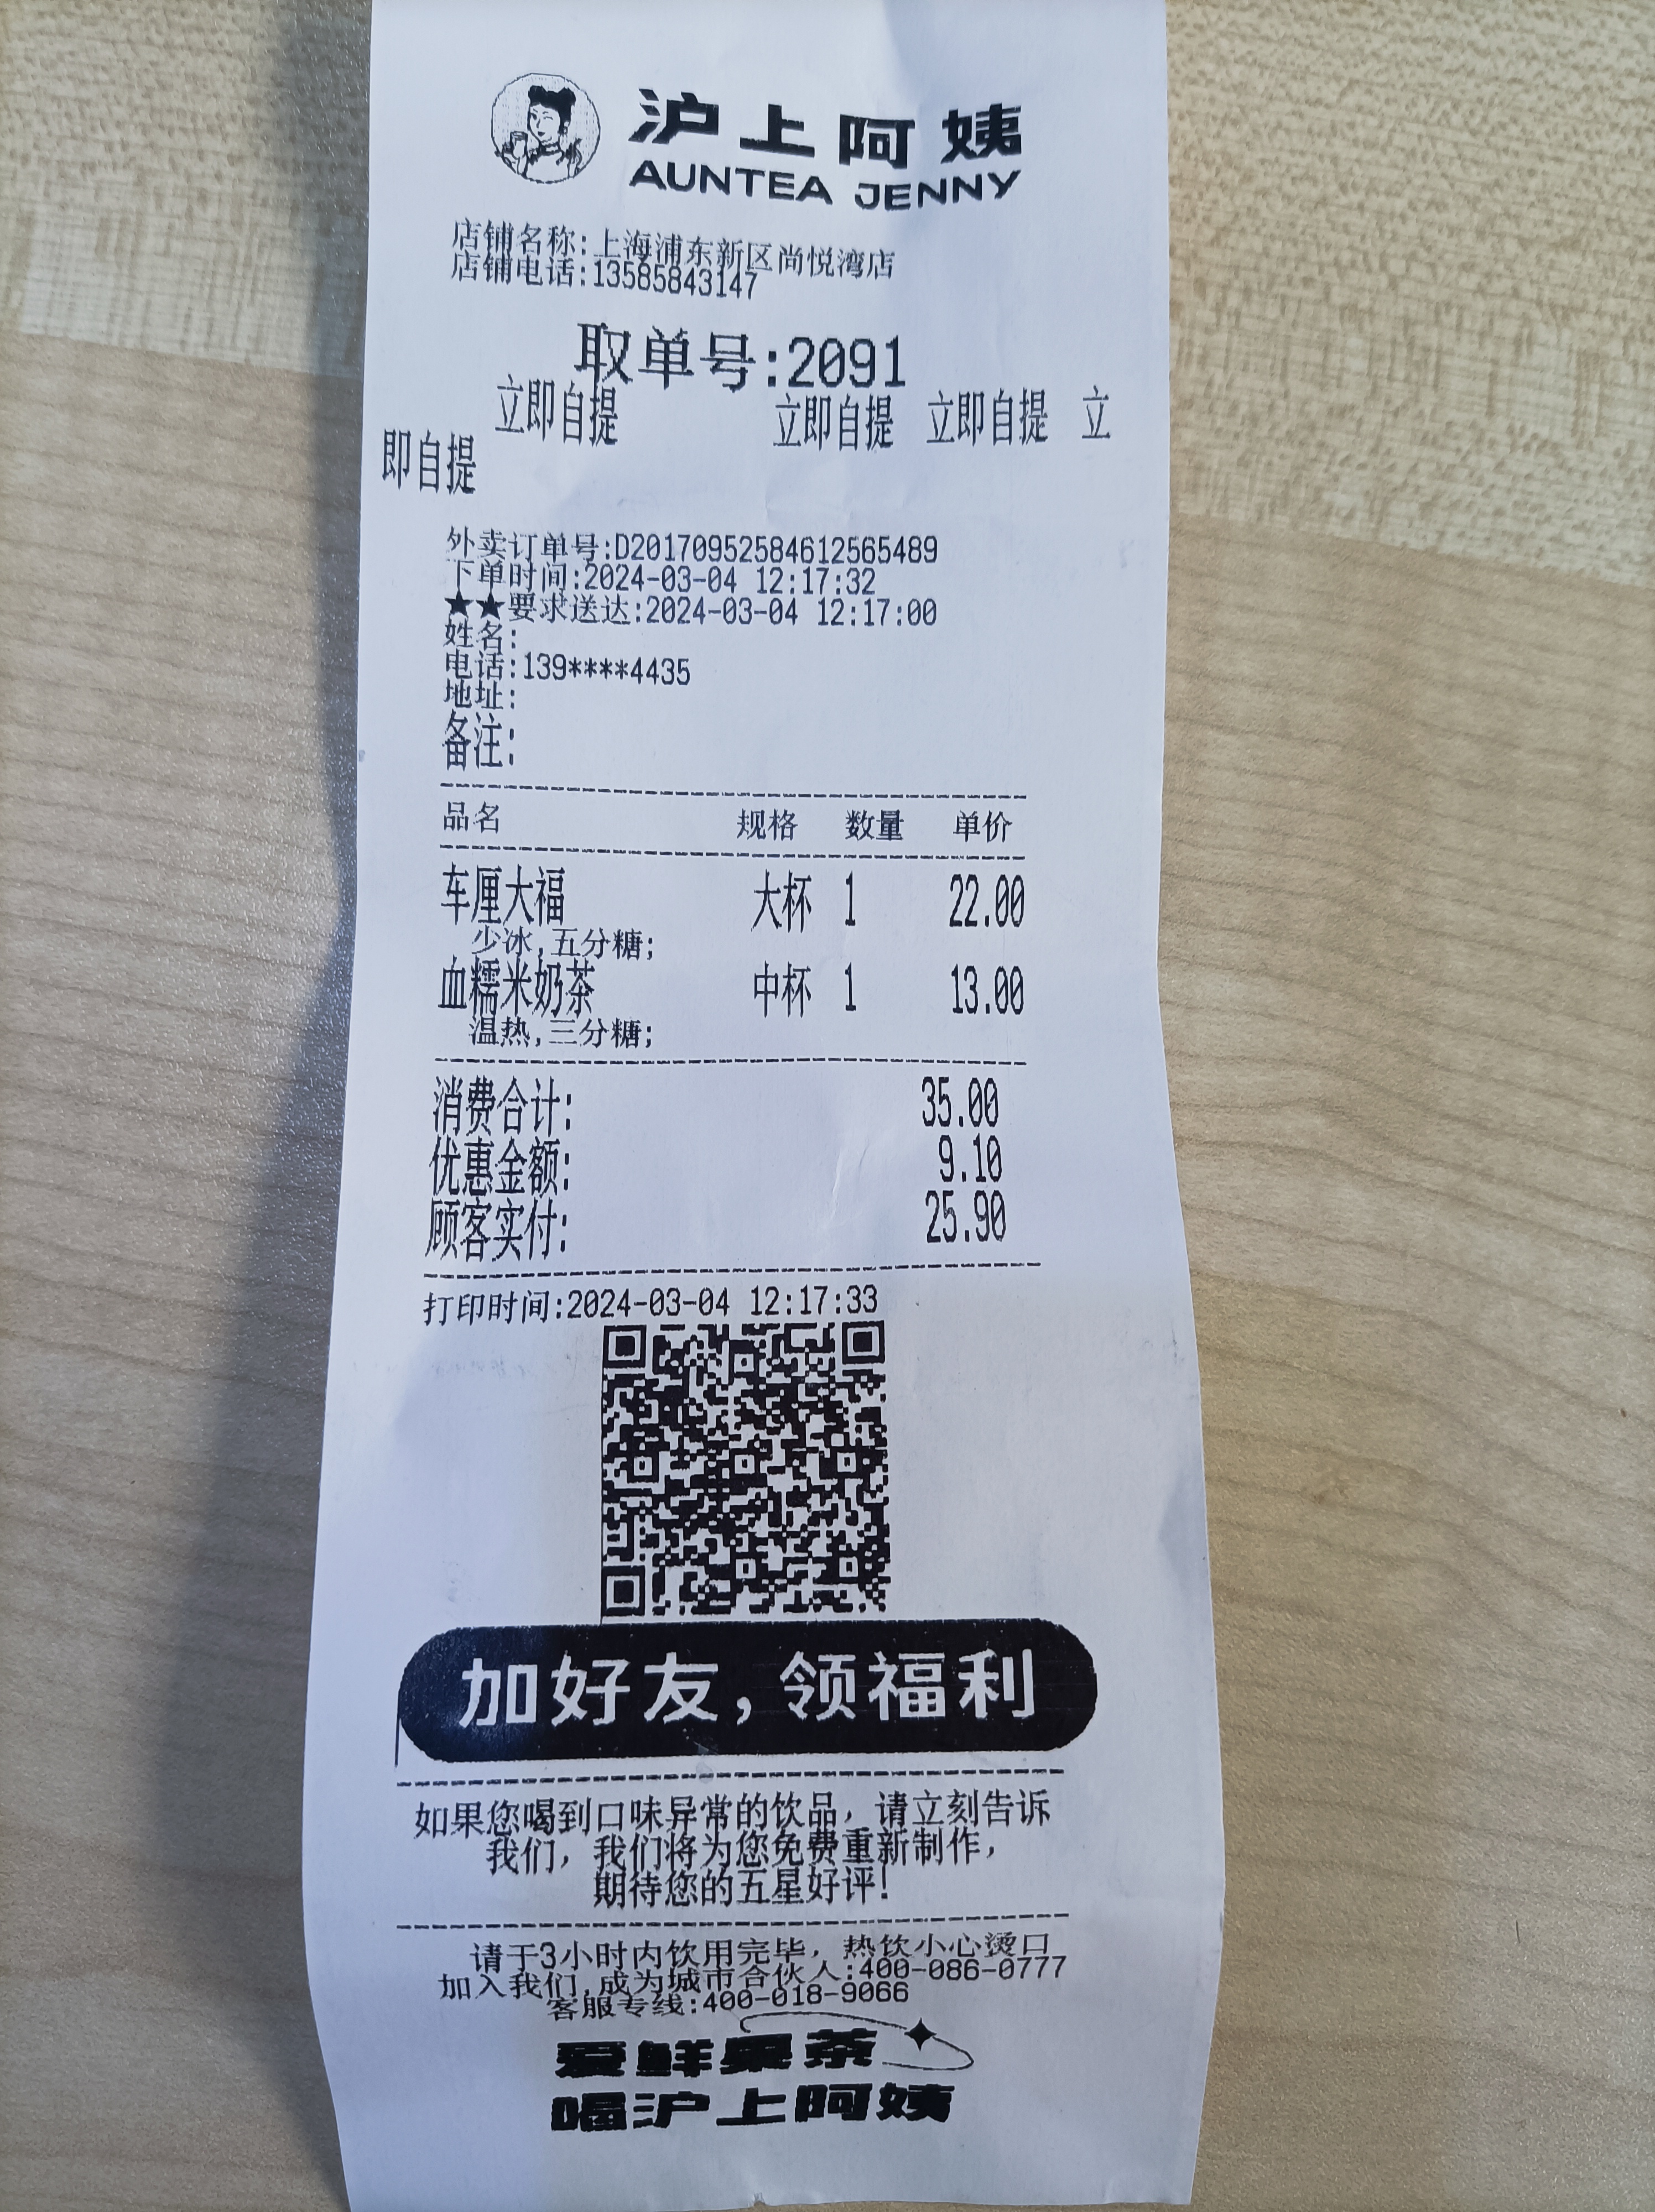 沪上阿姨
AUNTEA JENNY
店铺名称:上海浦东新区尚悦湾店
店铺电话:13585843147
取单号:2091
立即自提 立即自提 立即自提 立
即自提
外卖订单号:D20170952584612565489
下单时间:2024-03-04 12:17:32
★★要求送达:2024-03-04 12:17:00
姓名:
电话:139****4435
地址:
备注:
品名 规格 数量 单价
车厘大福 大杯 1 22.00
少冰,五分糖;
血糯米奶茶 中杯 1 13.00
温热,三分糖;
消费合计: 35.00
优惠金额: 9.10
顾客实付: 25.90
打印时间:2024-03-04 12:17:33
加好友,领福利
如果您喝到口味异常的饮品，请立刻告诉
我们，我们将为您免费重新制作，
期待您的五星好评!
请于3小时内饮用完毕，热饮小心烫口
加入我们,成为城市合伙人:400-086-0777
客服专线:400-018-9066
爱鲜果茶
喝沪上阿姨